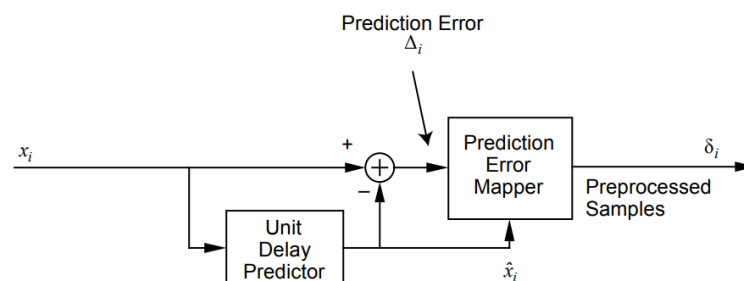 Prediction Error
Δᵢ
xᵢ
+
−
Prediction
Error
Mapper
δᵢ
Preprocessed
Samples
Unit
Delay
Predictor
x̂ᵢ